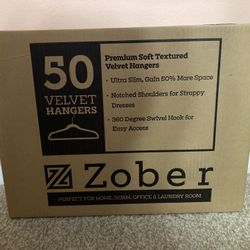 50
VELVET
HANGERS
Premium Soft Textured
Velvet Hangers
• Ultra Slim, Gain 50% More Space
• Notched Shoulders for Strappy
Dresses
• 360 Degree Swivel Hook for
Easy Access
Zober
PERFECT FOR HOME, DORM, OFFICE & LAUNDRY ROOM